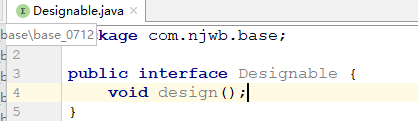 Designable.java
base\base_0712
kage com.njwb.base;
2
3 public interface Designable {
4 void design();
5 }